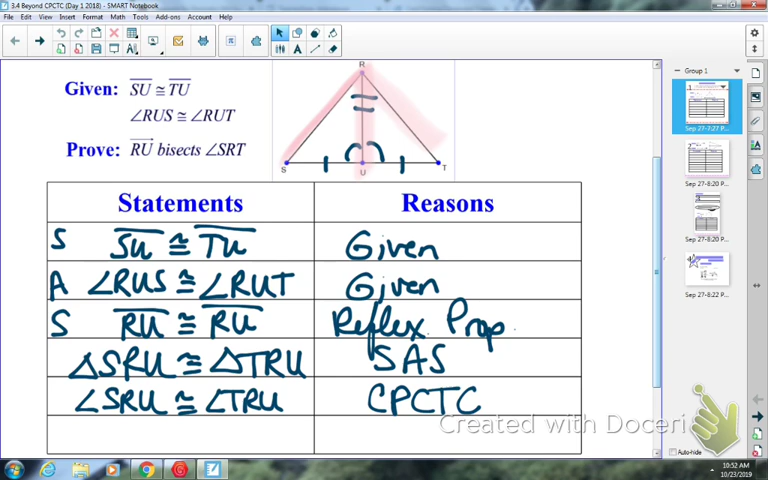 3.4 Beyond CPCTC (Day 1 2018) - SMART Notebook
File Edit View Insert Format Math Tools Add-ons Account Help
Group 1
Given: SU ≅ TU
∠RUS ≅ ∠RUT
Prove: RU bisects ∠SRT
R
S
U
T
Statements Reasons
S SU ≅ TU Given
A ∠RUS ≅ ∠RUT Given
S RU ≅ RU Reflex. Prop.
△SRU ≅ △TRU SAS
∠SRU ≅ ∠TRU CPCTC
Created with Doceri
Sep 27-7:27 P...
Sep 27-8:20 P...
Sep 27-8:20 P...
Sep 27-8:22 P...
Auto-hide
10:52 AM
10/23/2019